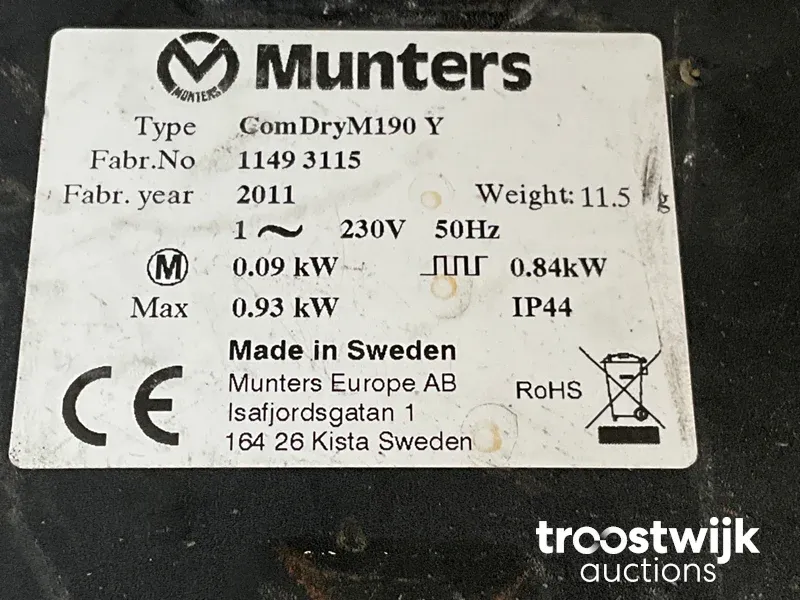 MUNTERS
Munters
Type ComDryM190 Y
Fabr.No 1149 3115
Fabr. year 2011 Weight: 11.5 kg
1 ~ 230V 50Hz
M 0.09 kW 0.84kW
Max 0.93 kW IP44
Made in Sweden
Munters Europe AB
Isafjordsgatan 1
164 26 Kista Sweden
CE
RoHS
troostwijk
auctions